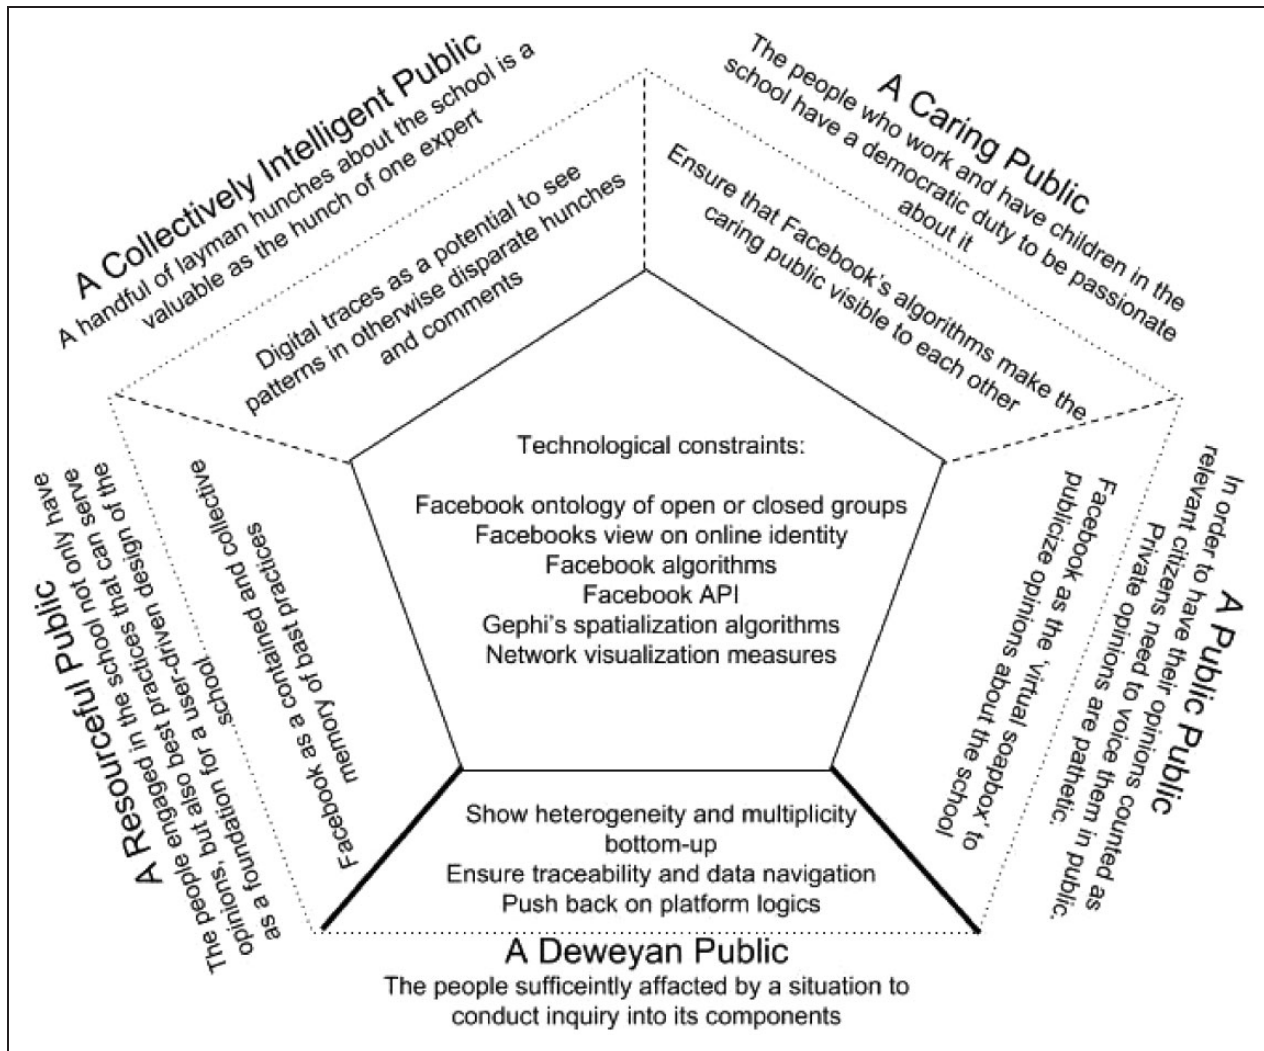 A Collectively Intelligent Public
A handful of layman hunches about the school is a
valuable as the hunch of one expert
Digital traces as a potential to see
patterns in otherwise disparate hunches
and comments
A Caring Public
The people who work and have children in the
school have a democratic duty to be passionate
about it
Ensure that Facebook's algorithms make the
caring public visible to each other
Technological constraints:
Facebook ontology of open or closed groups
Facebooks view on online identity
Facebook algorithms
Facebook API
Gephi's spatialization algorithms
Network visualization measures
A Resourceful Public
The people engaged in the school not only have
opinions, but also best practices that can serve
as a foundation for a user-driven design of the
school
Facebook as a contained and collective
memory of bast practices
A Public Public
In order to have their opinions counted as
relevant citizens need to voice them in public.
Private opinions are pathetic.
Facebook as the 'virtual soapbox' to
publicize opinions about the school
Show heterogeneity and multiplicity
bottom-up
Ensure traceability and data navigation
Push back on platform logics
A Deweyan Public
The people sufficeintly affacted by a situation to
conduct inquiry into its components